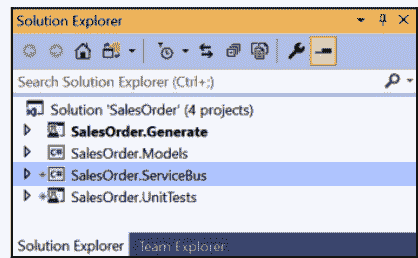 Solution Explorer
Search Solution Explorer (Ctrl+;)
Solution 'SalesOrder' (4 projects)
SalesOrder.Generate
C# SalesOrder.Models
+C# SalesOrder.ServiceBus
+ SalesOrder.UnitTests
Solution Explorer Team Explorer